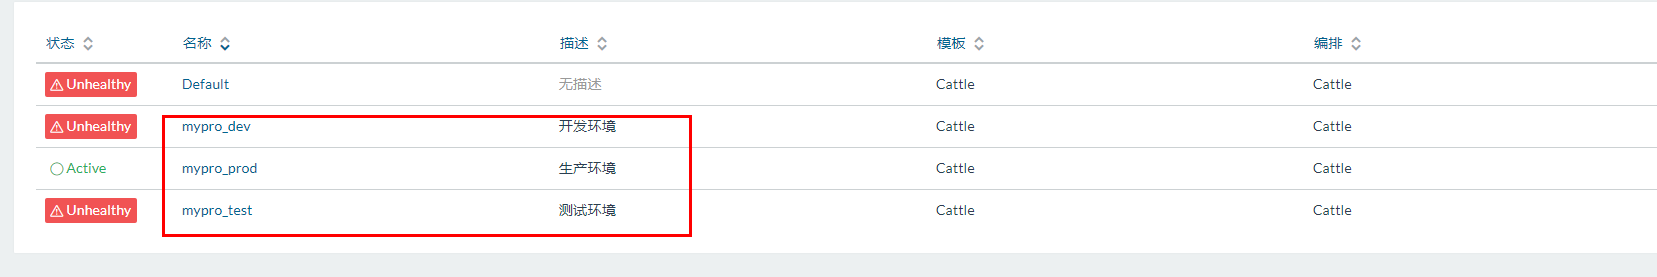 状态 名称 描述 模板 编排
Unhealthy Default 无描述 Cattle Cattle
Unhealthy mypro_dev 开发环境 Cattle Cattle
Active mypro_prod 生产环境 Cattle Cattle
Unhealthy mypro_test 测试环境 Cattle Cattle